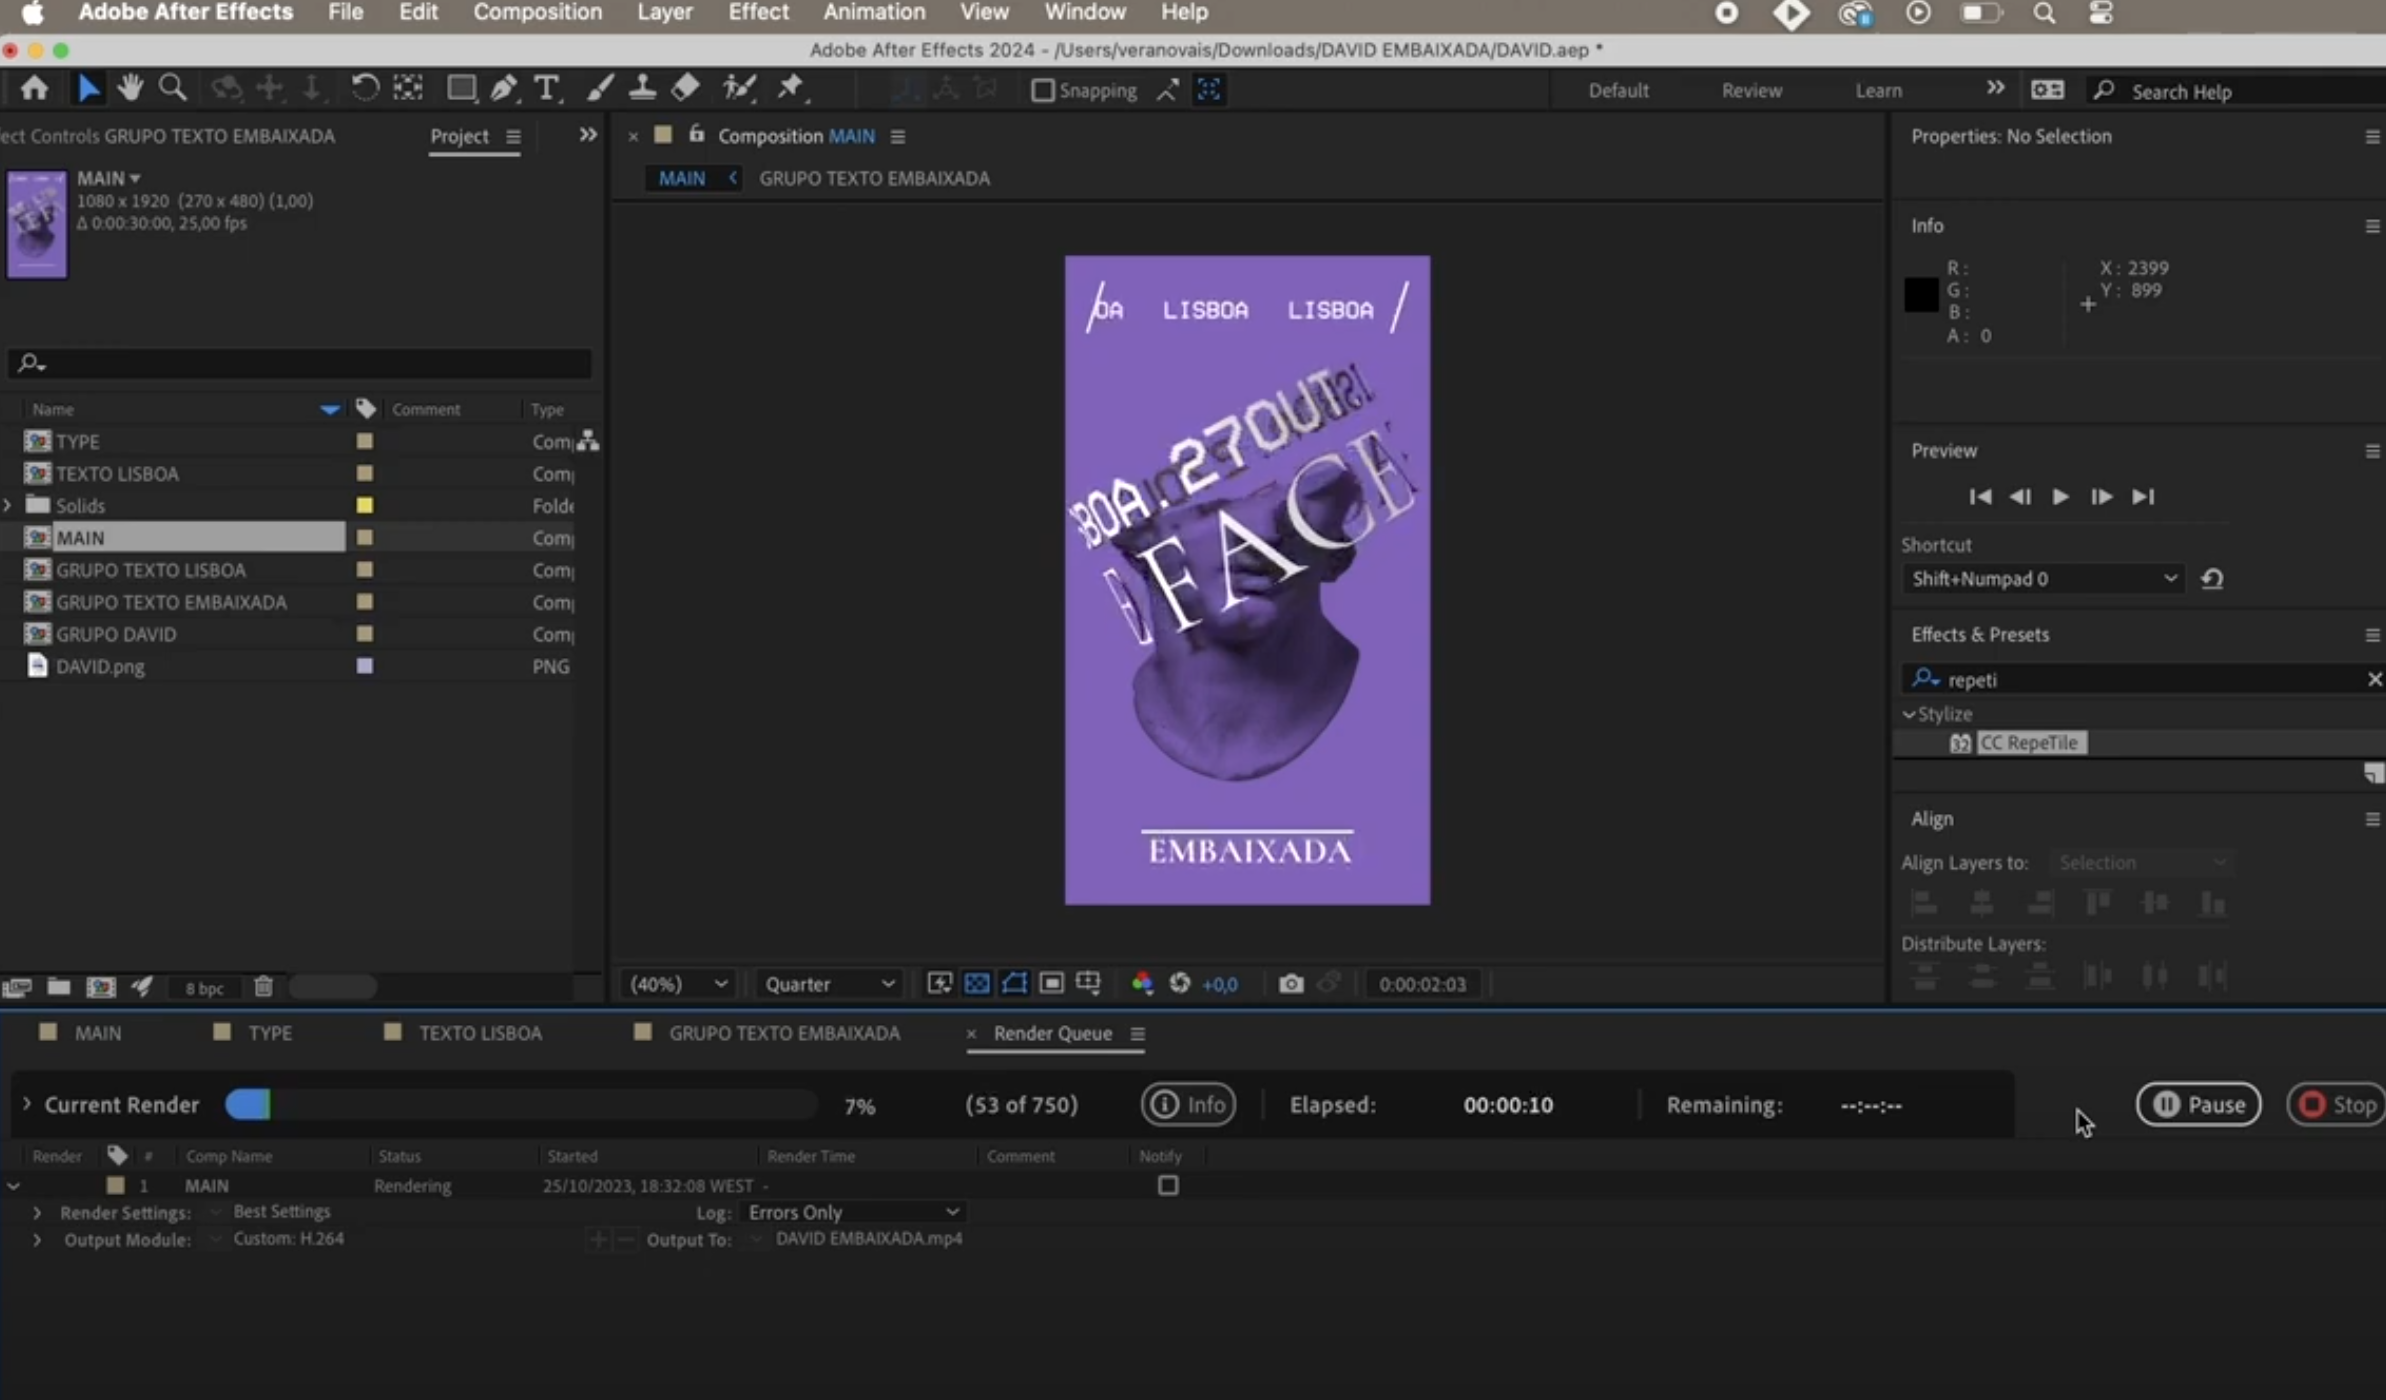 Adobe After Effects File Edit Composition Layer Effect Animation View Window Help
Adobe After Effects 2024 - /Users/veranovais/Downloads/DAVID EMBAIXADA/DAVID.aep *
Snapping Default Review Learn Search Help
ect Controls GRUPO TEXTO EMBAIXADA Project
MAIN
1080 x 1920 (270 x 480) (1,00)
Δ 0:00:30:00, 25,00 fps
Name Comment Type
TYPE Com
TEXTO LISBOA Com
Solids Folde
MAIN Com
GRUPO TEXTO LISBOA Com
GRUPO TEXTO EMBAIXADA Com
GRUPO DAVID Com
DAVID.png PNG
8 bpc
Composition MAIN
MAIN GRUPO TEXTO EMBAIXADA
OA LISBOA LISBOA
BOA.27OUT
FACE
EMBAIXADA
(40%) Quarter +0,0 0:00:02:03
Properties: No Selection
Info
R: X: 2399
G: Y: 899
B:
A: 0
Preview
Shortcut
Shift+Numpad 0
Effects & Presets
repeti
Stylize
32 CC RepeTile
Align
Align Layers to: Selection
Distribute Layers:
MAIN TYPE TEXTO LISBOA GRUPO TEXTO EMBAIXADA Render Queue
Current Render 7% (53 of 750) Info Elapsed: 00:00:10 Remaining: --:--:-- Pause Stop
Render # Comp Name Status Started Render Time Comment Notify
1 MAIN Rendering 25/10/2023, 18:32:08 WEST -
Render Settings: Best Settings Log: Errors Only
Output Module: Custom: H.264 Output To: DAVID EMBAIXADA.mp4